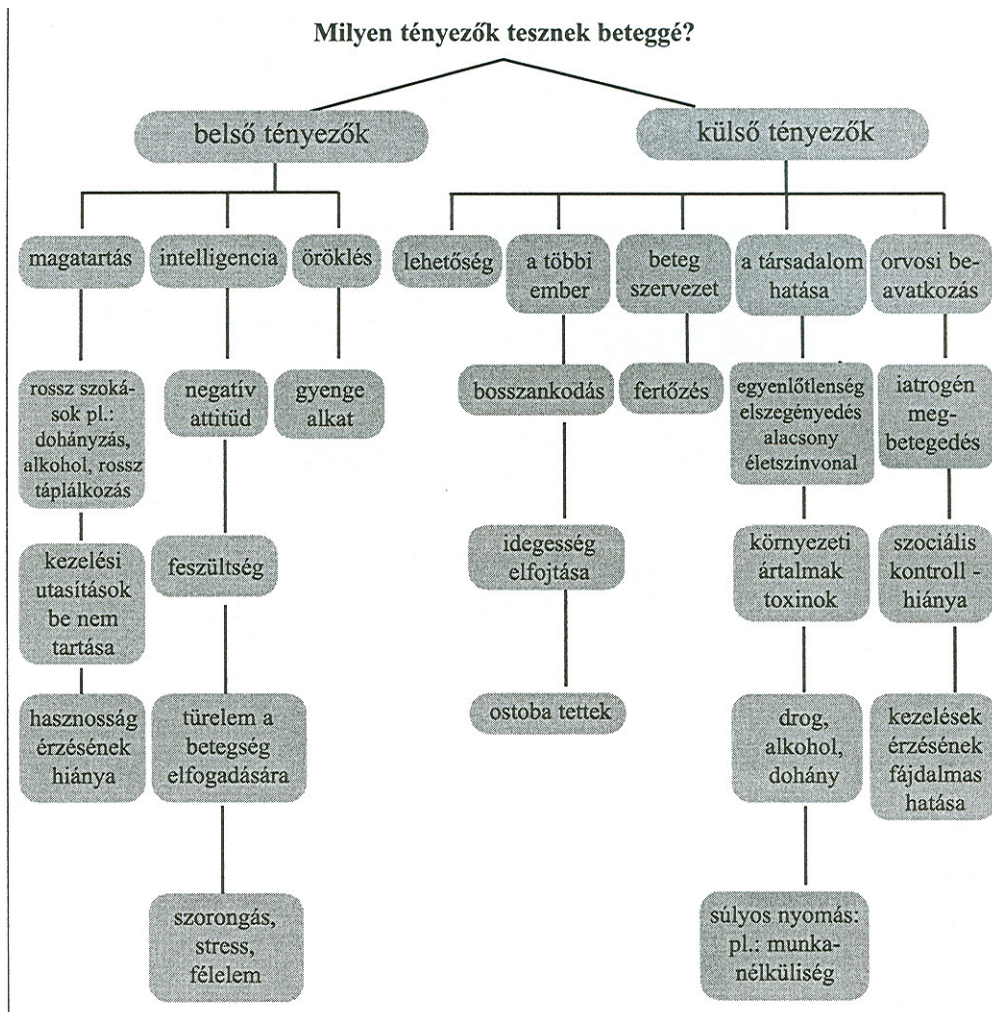 Milyen tényezők tesznek beteggé?
belső tényezők
külső tényezők
magatartás
intelligencia
öröklés
lehetőség
a többi
ember
beteg
szervezet
a társadalom
hatása
orvosi be-
avatkozás
rossz szoká-
sok pl.:
dohányzás,
alkohol, rossz
táplálkozás
negatív
attitűd
gyenge
alkat
bosszankodás
fertőzés
egyenlőtlenség
elszegényedés
alacsony
életszínvonal
iatrogén
meg-
betegedés
kezelési
utasítások
be nem
tartása
feszültség
idegesség
elfojtása
környezeti
ártalmak
toxinok
szociális
kontroll -
hiánya
hasznosság
érzésének
hiánya
türelem a
betegség
elfogadására
ostoba tettek
drog,
alkohol,
dohány
kezelések
érzésének
fájdalmas
hatása
szorongás,
stress,
félelem
súlyos nyomás:
pl.: munka-
nélküliség